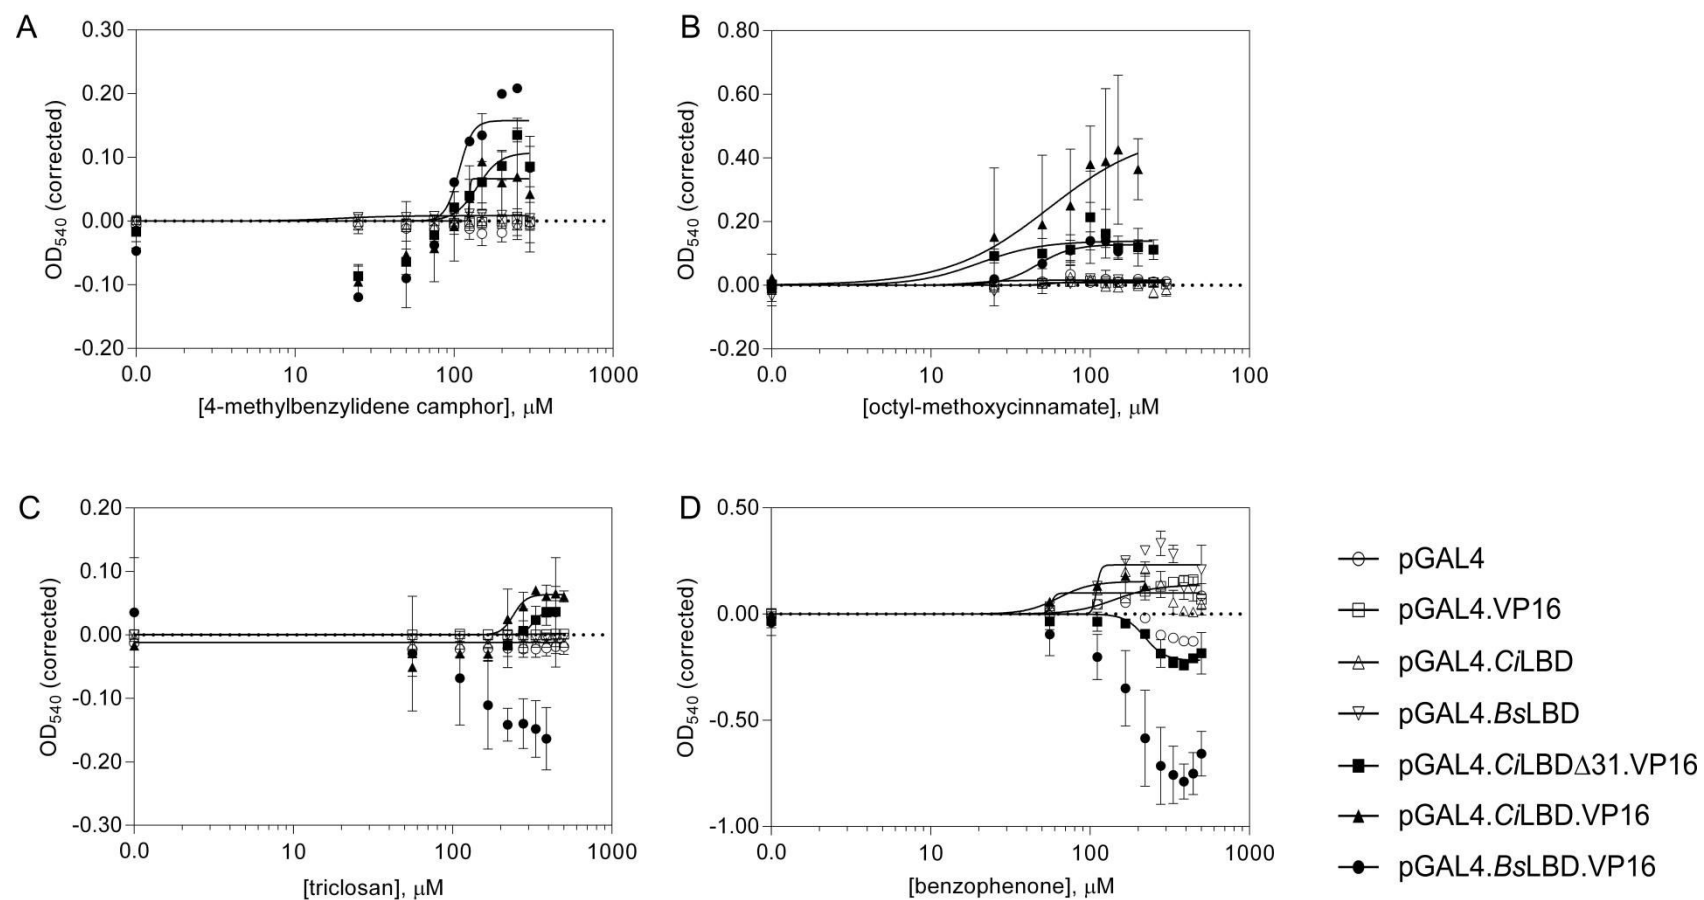 A
0.30
0.20
0.10
0.00
-0.10
-0.20
OD540 (corrected)
0.0
10
100
1000
[4-methylbenzylidene camphor], μM
B
0.80
0.60
0.40
0.20
0.00
-0.20
OD540 (corrected)
0.0
10
100
100
[octyl-methoxycinnamate], μM
C
0.20
0.10
0.00
-0.10
-0.20
-0.30
OD540 (corrected)
0.0
10
100
1000
[triclosan], μM
D
0.50
0.00
-0.50
-1.00
OD540 (corrected)
0.0
10
100
1000
[benzophenone], μM
pGAL4
pGAL4.VP16
pGAL4.CiLBD
pGAL4.BsLBD
pGAL4.CiLBDΔ31.VP16
pGAL4.CiLBD.VP16
pGAL4.BsLBD.VP16